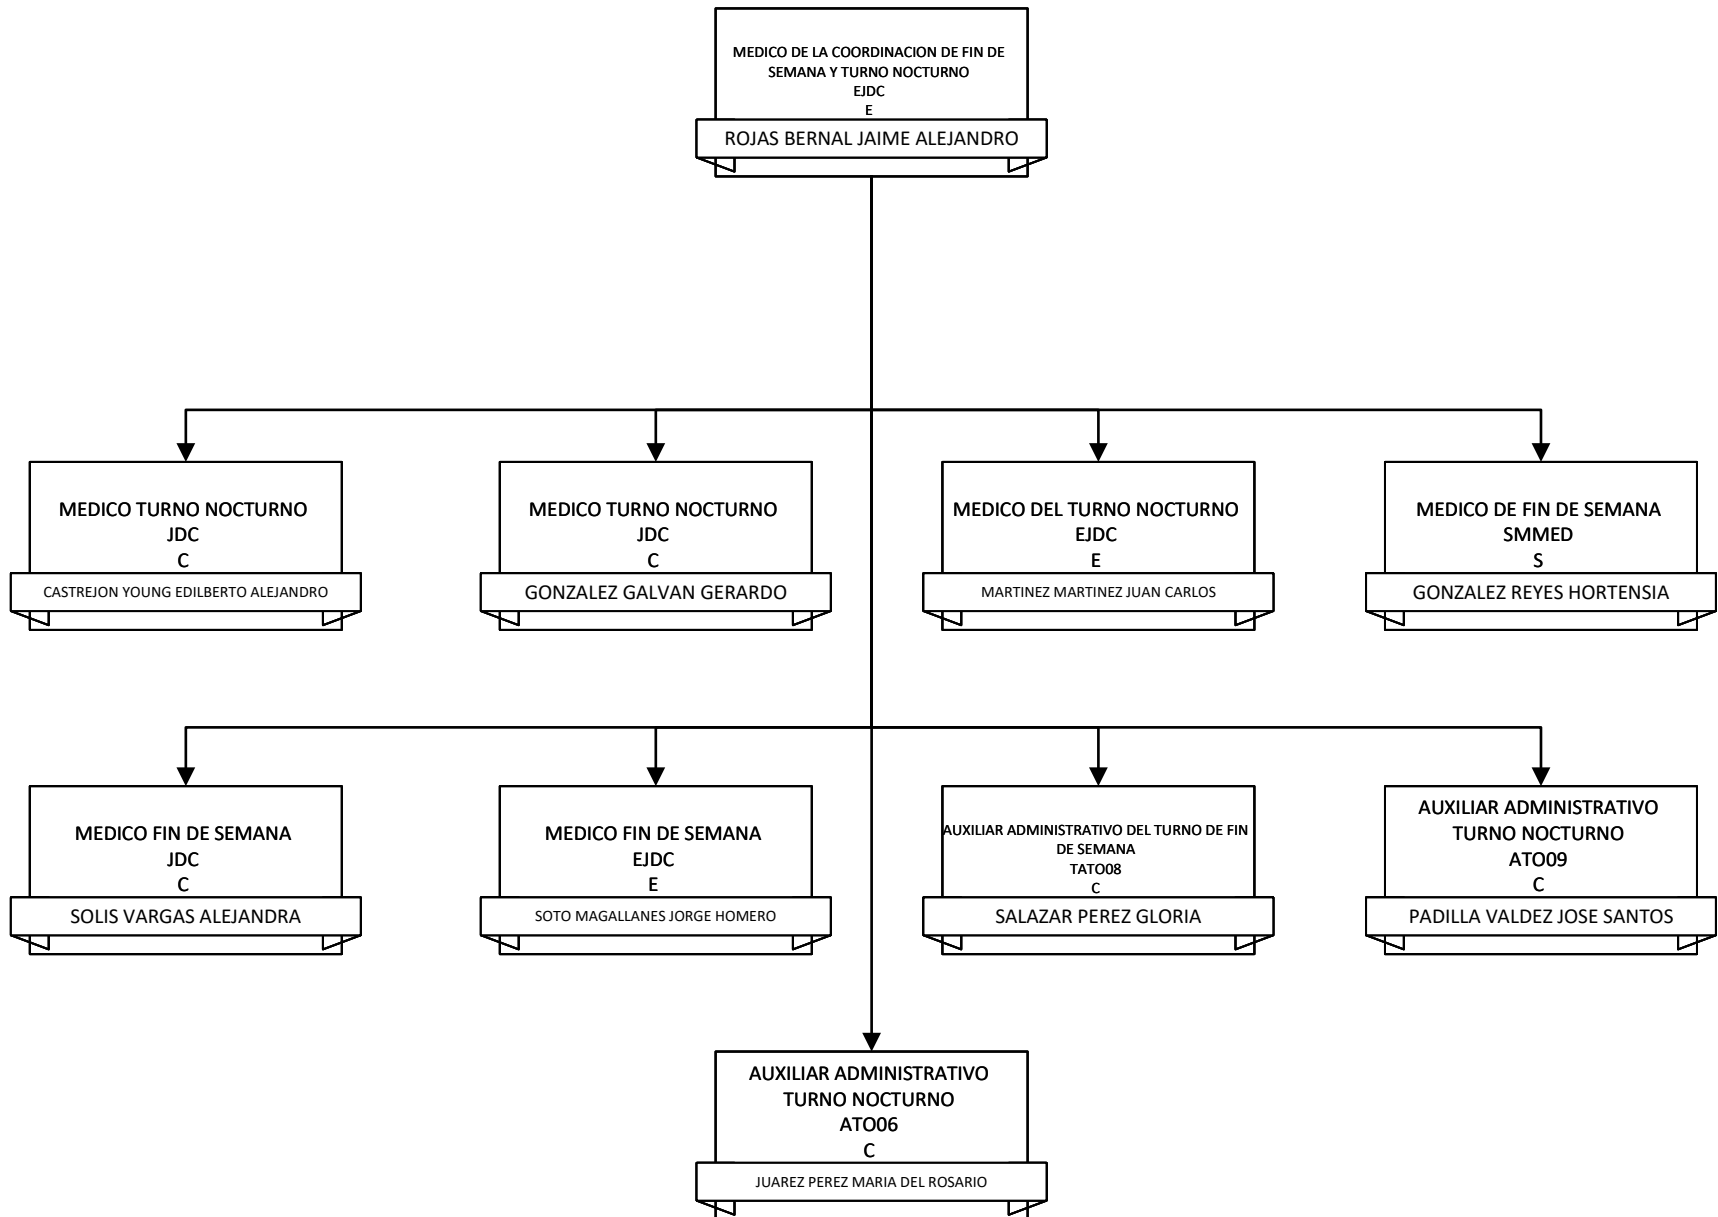 MEDICO DE LA COORDINACION DE FIN DE
SEMANA Y TURNO NOCTURNO
EJDC
E
ROJAS BERNAL JAIME ALEJANDRO
MEDICO TURNO NOCTURNO
JDC
C
CASTREJON YOUNG EDILBERTO ALEJANDRO
MEDICO TURNO NOCTURNO
JDC
C
GONZALEZ GALVAN GERARDO
MEDICO DEL TURNO NOCTURNO
EJDC
E
MARTINEZ MARTINEZ JUAN CARLOS
MEDICO DE FIN DE SEMANA
SMMED
S
GONZALEZ REYES HORTENSIA
MEDICO FIN DE SEMANA
JDC
C
SOLIS VARGAS ALEJANDRA
MEDICO FIN DE SEMANA
EJDC
E
SOTO MAGALLANES JORGE HOMERO
AUXILIAR ADMINISTRATIVO DEL TURNO DE FIN
DE SEMANA
TATO08
C
SALAZAR PEREZ GLORIA
AUXILIAR ADMINISTRATIVO
TURNO NOCTURNO
ATO09
C
PADILLA VALDEZ JOSE SANTOS
AUXILIAR ADMINISTRATIVO
TURNO NOCTURNO
ATO06
C
JUAREZ PEREZ MARIA DEL ROSARIO